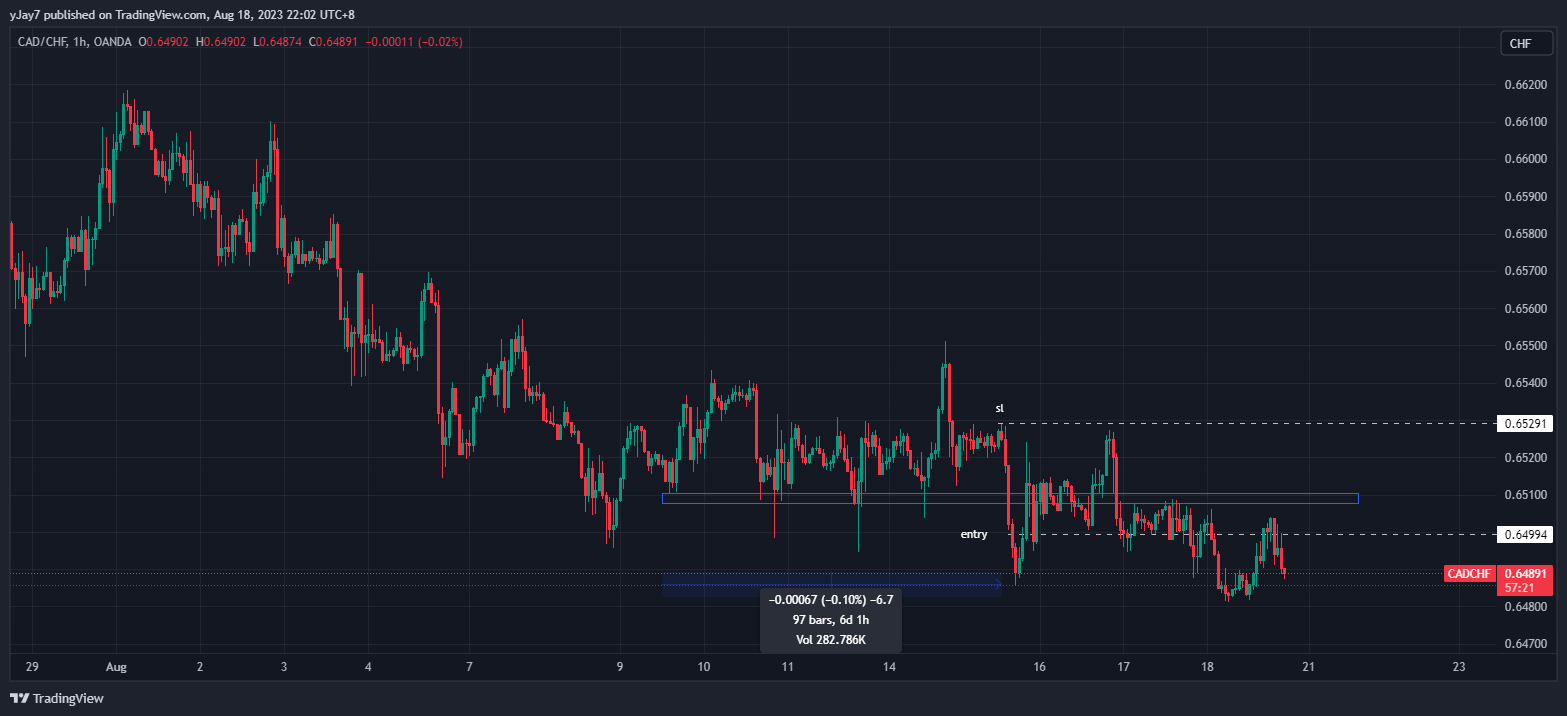 yJay7 published on TradingView.com, Aug 18, 2023 22:02 UTC+8
CAD/CHF, 1h, OANDA O0.64902 H0.64902 L0.64874 C0.64891 −0.00011 (−0.02%)
CHF
0.66200
0.66100
0.66000
0.65900
0.65800
0.65700
0.65600
0.65500
0.65400
sl
0.65291
0.65200
0.65100
entry
0.64994
CADCHF 0.64891
57:21
−0.00067 (−0.10%) −6.7
97 bars, 6d 1h
Vol 282.786K
0.64800
0.64700
29 Aug 2 3 4 7 9 10 11 14 16 17 18 21 23
TradingView